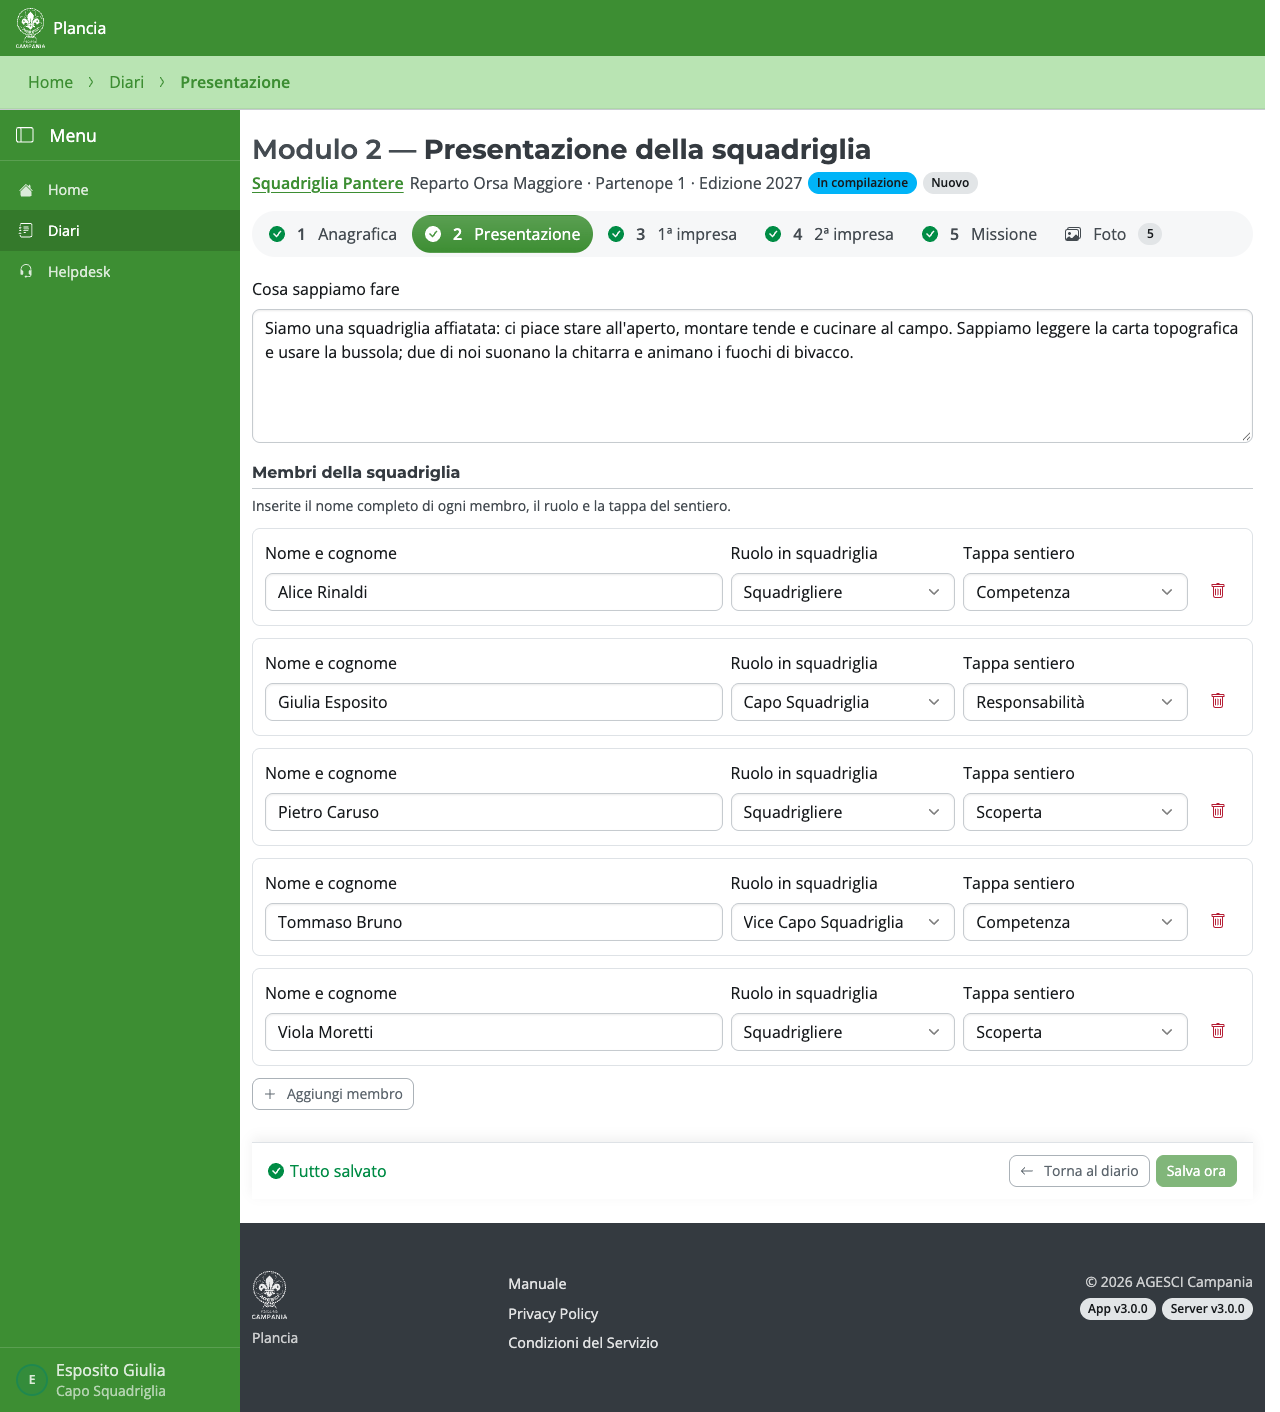 CAMPANIA
Plancia
Home
Diari
Presentazione
Menu
Home
Diari
Helpdesk
Modulo 2 — Presentazione della squadriglia
Squadriglia Pantere Reparto Orsa Maggiore · Partenope 1 · Edizione 2027 In compilazione Nuovo
1 Anagrafica 2 Presentazione 3 1ª impresa 4 2ª impresa 5 Missione Foto 5
Cosa sappiamo fare
Siamo una squadriglia affiatata: ci piace stare all'aperto, montare tende e cucinare al campo. Sappiamo leggere la carta topografica
e usare la bussola; due di noi suonano la chitarra e animano i fuochi di bivacco.
Membri della squadriglia
Inserite il nome completo di ogni membro, il ruolo e la tappa del sentiero.
Nome e cognome Ruolo in squadriglia Tappa sentiero
Alice Rinaldi Squadrigliere Competenza
Nome e cognome Ruolo in squadriglia Tappa sentiero
Giulia Esposito Capo Squadriglia Responsabilità
Nome e cognome Ruolo in squadriglia Tappa sentiero
Pietro Caruso Squadrigliere Scoperta
Nome e cognome Ruolo in squadriglia Tappa sentiero
Tommaso Bruno Vice Capo Squadriglia Competenza
Nome e cognome Ruolo in squadriglia Tappa sentiero
Viola Moretti Squadrigliere Scoperta
Aggiungi membro
Tutto salvato
Torna al diario
Salva ora
CAMPANIA
Plancia
Manuale
Privacy Policy
Condizioni del Servizio
© 2026 AGESCI Campania
App v3.0.0 Server v3.0.0
E
Esposito Giulia
Capo Squadriglia